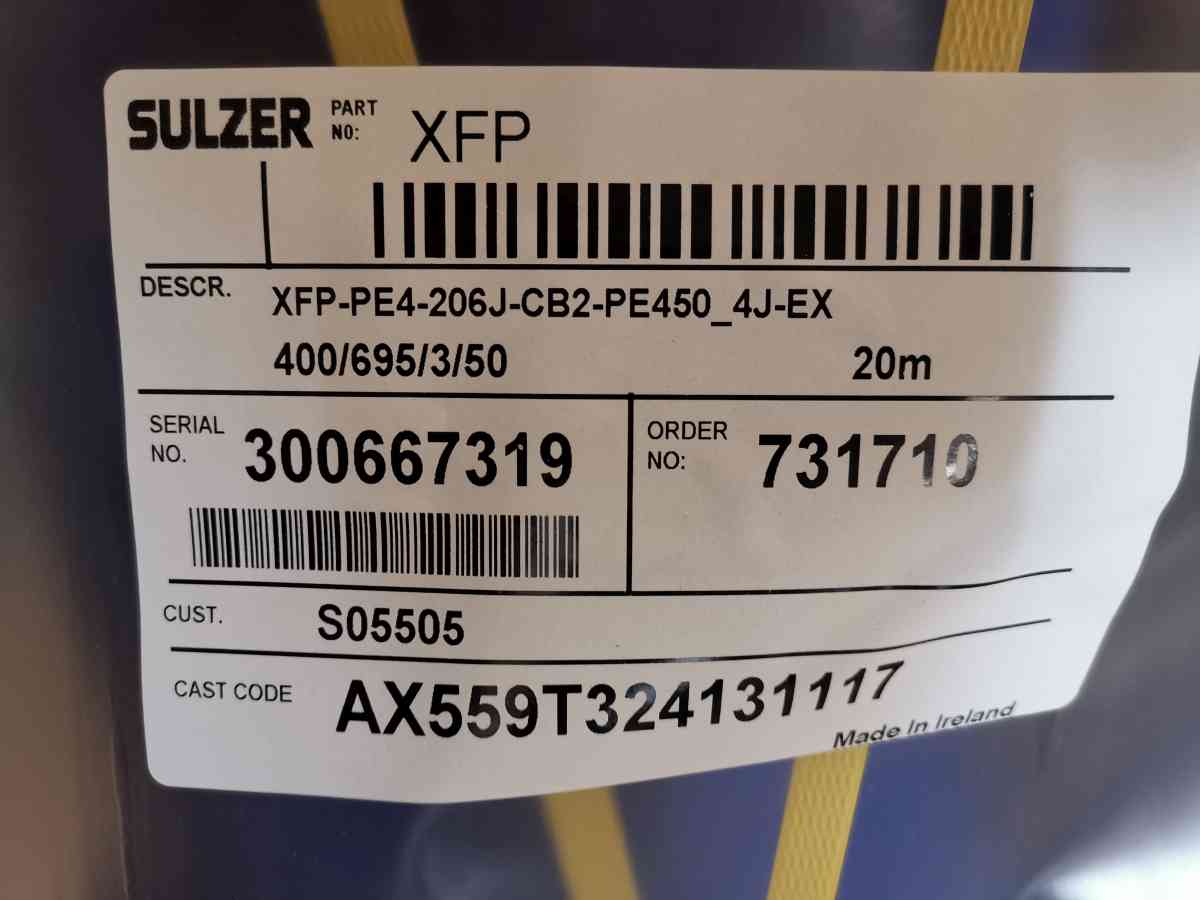 SULZER PART NO: XFP
DESCR. XFP-PE4-206J-CB2-PE450_4J-EX
400/695/3/50 20m
SERIAL NO. 300667319
ORDER NO: 731710
CUST. S05505
CAST CODE AX559T324131117
Made In Ireland